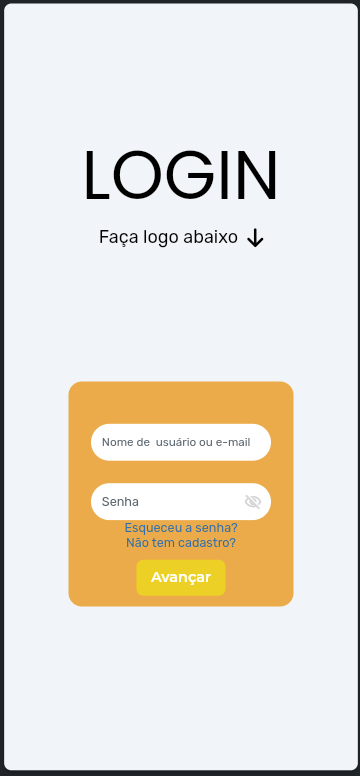 LOGIN
Faça logo abaixo
Nome de  usuário ou e-mail
Senha
Esqueceu a senha?
Não tem cadastro?
Avançar